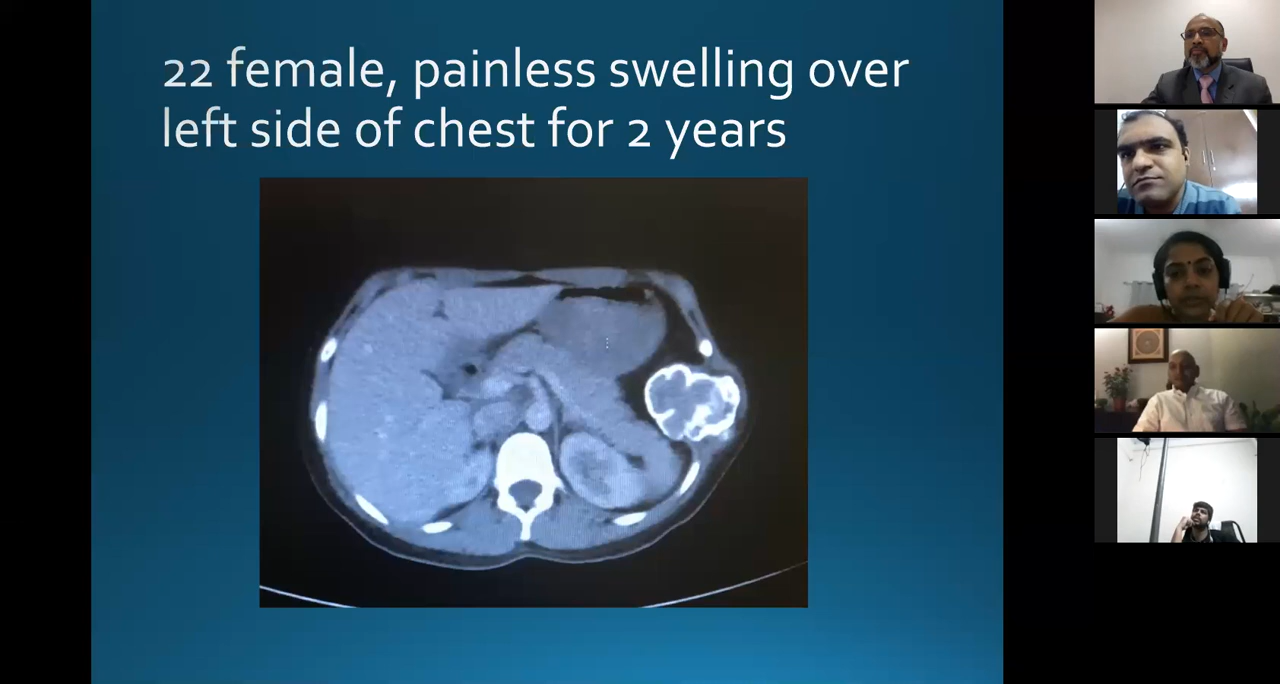 22 female, painless swelling over
left side of chest for 2 years